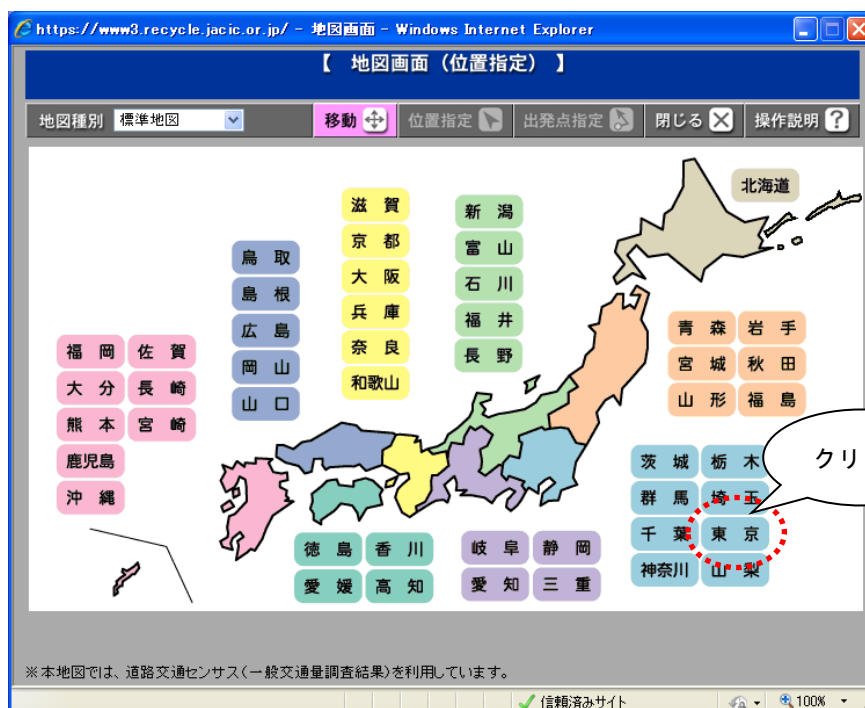 https://www3.recycle.jacic.or.jp/ - 地図画面 - Windows Internet Explorer
【 地図画面（位置指定） 】
地図種別 標準地図 移動 位置指定 出発点指定 閉じる 操作説明
北海道
滋賀
京都
大阪
兵庫
奈良
和歌山
新潟
富山
石川
福井
長野
鳥取
島根
広島
岡山
山口
青森 岩手
宮城 秋田
山形 福島
福岡 佐賀
大分 長崎
熊本 宮崎
鹿児島
沖縄
茨城 栃木
群馬 埼玉
千葉 東京
神奈川 山梨
クリ
徳島 香川
愛媛 高知
岐阜 静岡
愛知 三重
※本地図では、道路交通センサス(一般交通量調査結果)を利用しています。
信頼済みサイト 100%